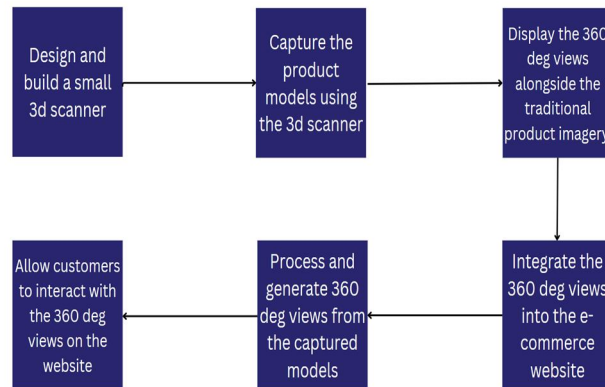 Design and
build a small
3d scanner
Capture the
product
models using
the 3d scanner
Display the 360
deg views
alongside the
traditional
product imagery
Integrate the
360 deg views
into the e-
commerce
website
Process and
generate 360
deg views from
the captured
models
Allow customers
to interact with
the 360 deg
views on the
website